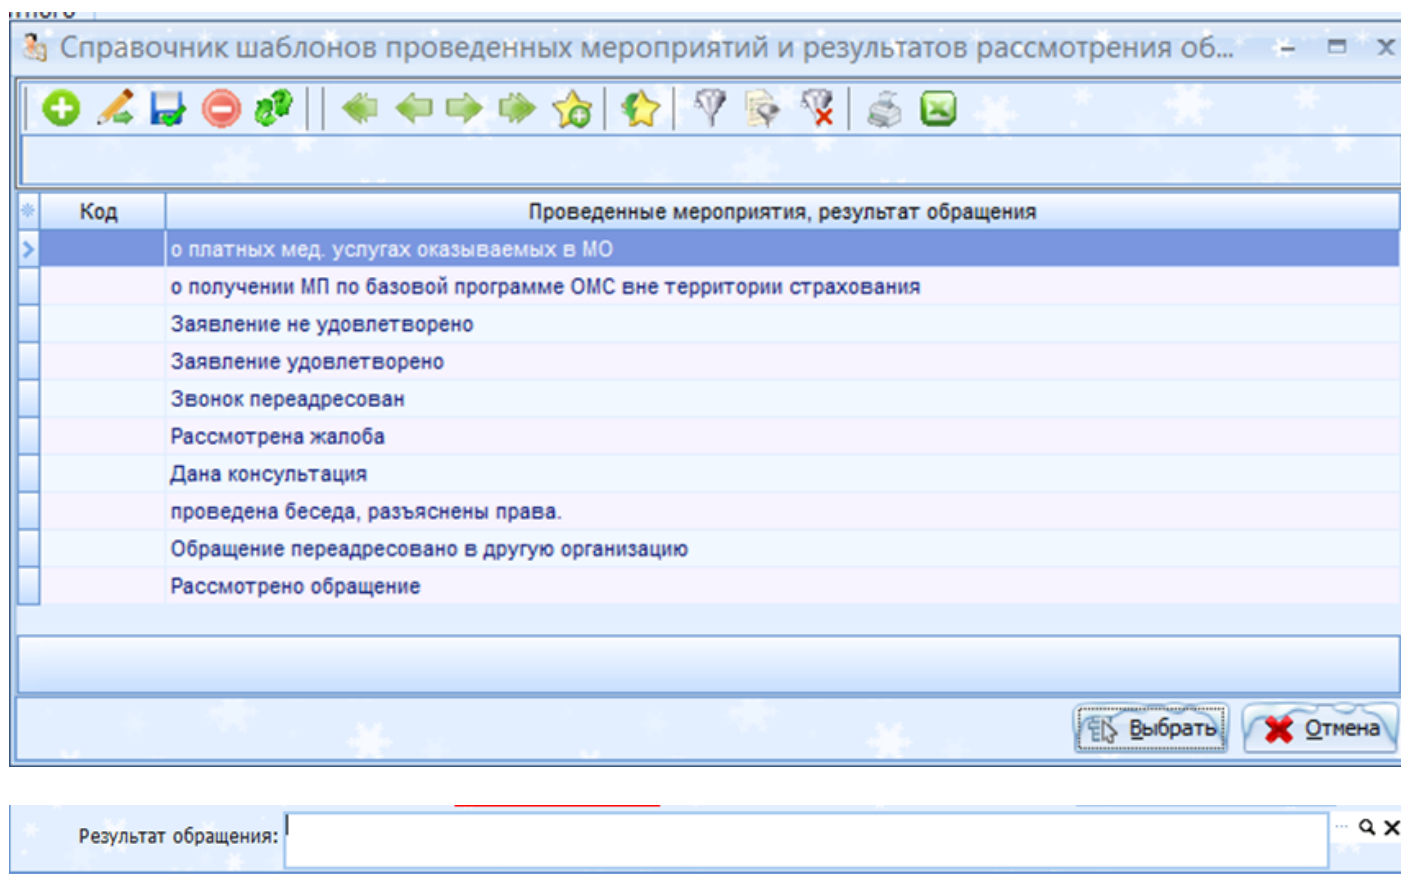 Справочник шаблонов проведенных мероприятий и результатов рассмотрения об...
Код Проведенные мероприятия, результат обращения
о платных мед. услугах оказываемых в МО
о получении МП по базовой программе ОМС вне территории страхования
Заявление не удовлетворено
Заявление удовлетворено
Звонок переадресован
Рассмотрена жалоба
Дана консультация
проведена беседа, разъяснены права.
Обращение переадресовано в другую организацию
Рассмотрено обращение
Выбрать Отмена
Результат обращения: